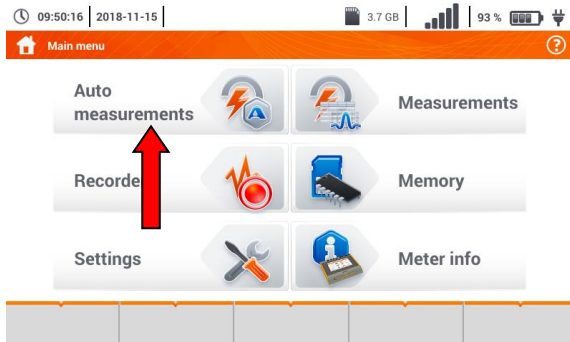 09:50:16 2018-11-15 3.7 GB 93 %
Main menu ?
Auto
measurements
A
Measurements
Recorde
Memory
Settings
Meter info